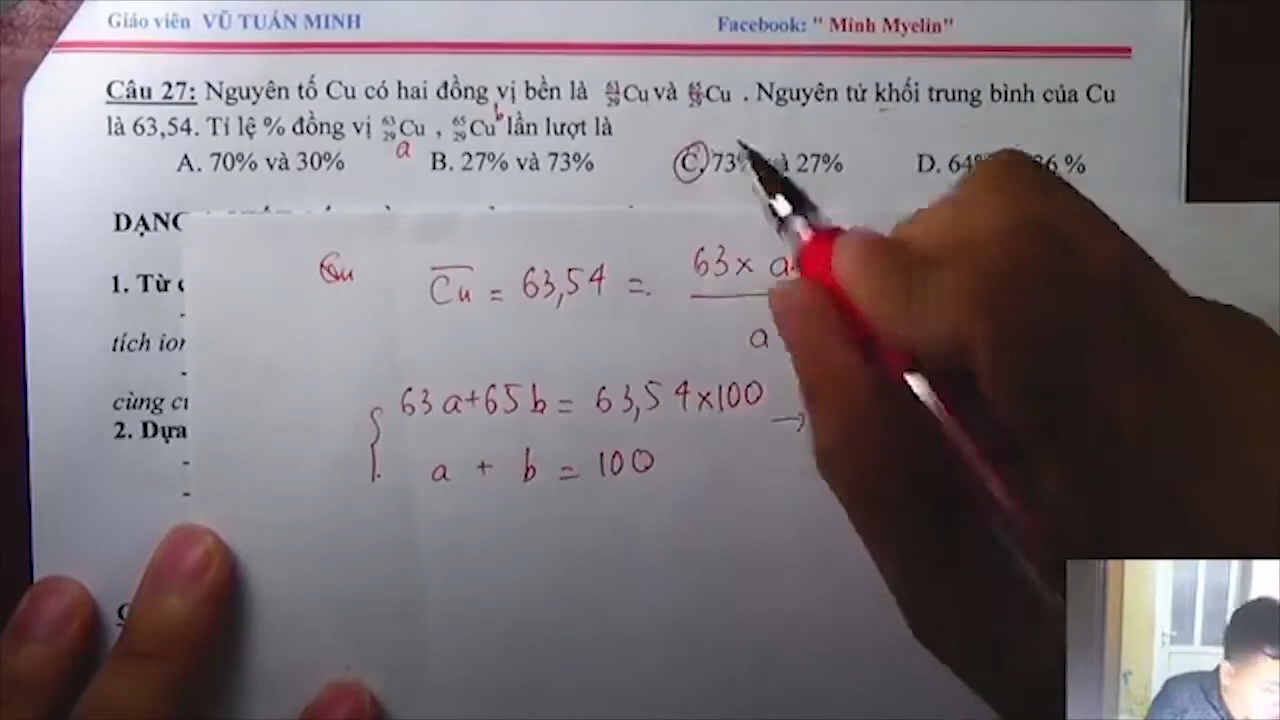 Giáo viên VŨ TUẤN MINH Facebook: " Minh Myelin"
Câu 27: Nguyên tố Cu có hai đồng vị bền là ⁶³₂₉Cu và ⁶⁵₂₉Cu . Nguyên tử khối trung bình của Cu
là 63,54. Tỉ lệ % đồng vị ⁶³₂₉Cu , ⁶⁵₂₉Cu lần lượt là
a b
A. 70% và 30% B. 27% và 73% C. 73% và 27% D. 64% %
DẠNG
Cu = 63,54 = 63 x a
a
1. Từ
tích ion
63a+65b = 63,54x100 →
cùng
2. Dựa
a + b = 100